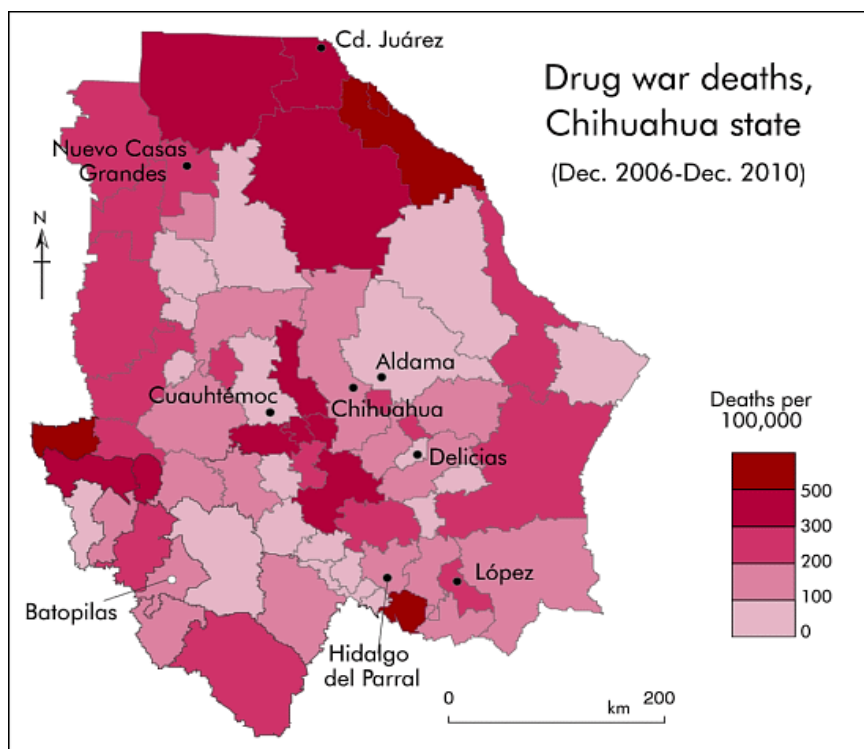 Drug war deaths,
Chihuahua state
(Dec. 2006-Dec. 2010)
Cd. Juárez
Nuevo Casas
Grandes
N
Aldama
Cuauhtémoc
Chihuahua
Delicias
López
Batopilas
Hidalgo
del Parral
Deaths per
100,000
500
300
200
100
0
0
km
200